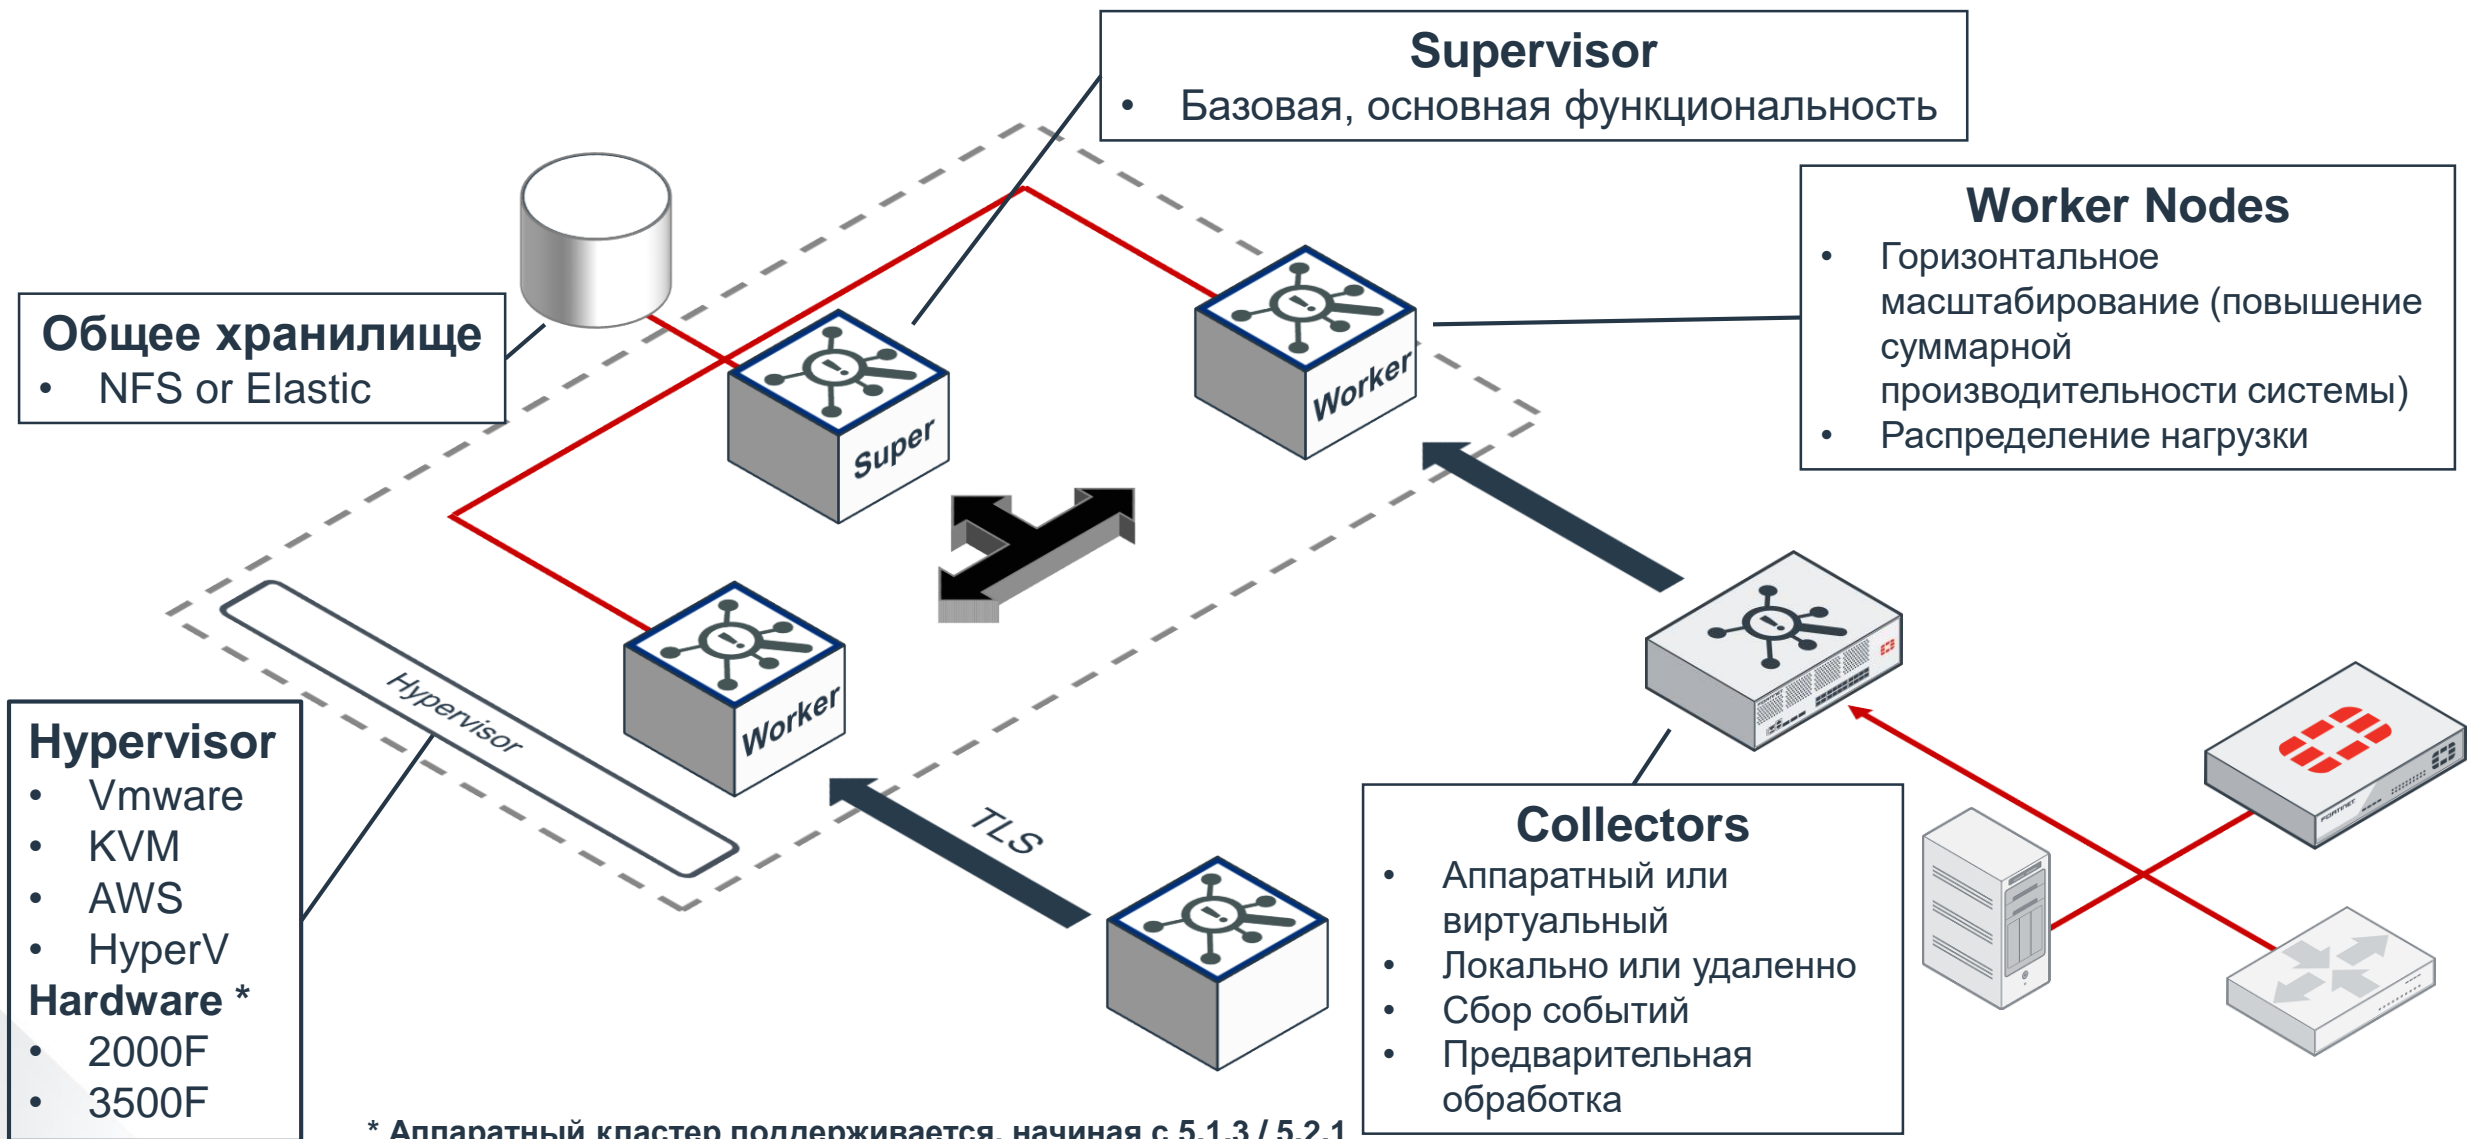 Supervisor
• Базовая, основная функциональность
Worker Nodes
• Горизонтальное
масштабирование (повышение
суммарной
производительности системы)
• Распределение нагрузки
Общее хранилище
• NFS or Elastic
Super
Worker
Worker
Hypervisor
TLS
Hypervisor
• Vmware
• KVM
• AWS
• HyperV
Hardware *
• 2000F
• 3500F
Collectors
• Аппаратный или
виртуальный
• Локально или удаленно
• Сбор событий
• Предварительная
обработка
FORTINET
* Аппаратный кластер поддерживается, начиная с 5.1.3 / 5.2.1